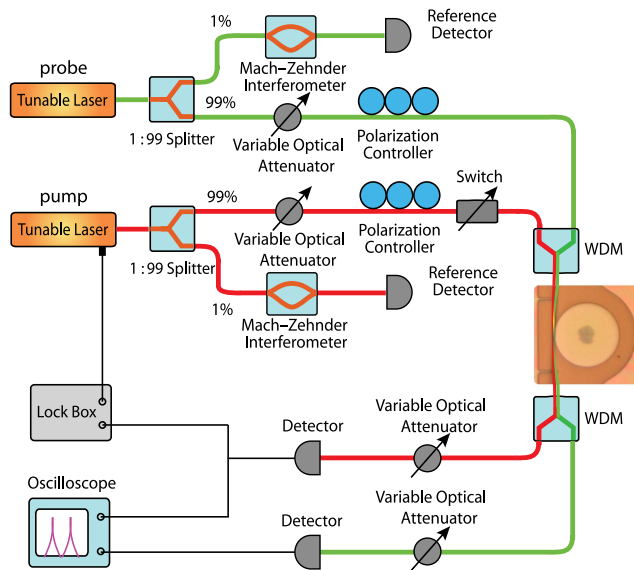 1%
Reference
Detector
Mach–Zehnder
Interferometer
probe
Tunable Laser
99%
1 : 99 Splitter
Variable Optical
Attenuator
Polarization
Controller
Switch
pump
Tunable Laser
99%
1 : 99 Splitter
Variable Optical
Attenuator
Polarization
Controller
WDM
1%
Mach–Zehnder
Interferometer
Reference
Detector
Lock Box
Detector
Variable Optical
Attenuator
WDM
Oscilloscope
Detector
Variable Optical
Attenuator